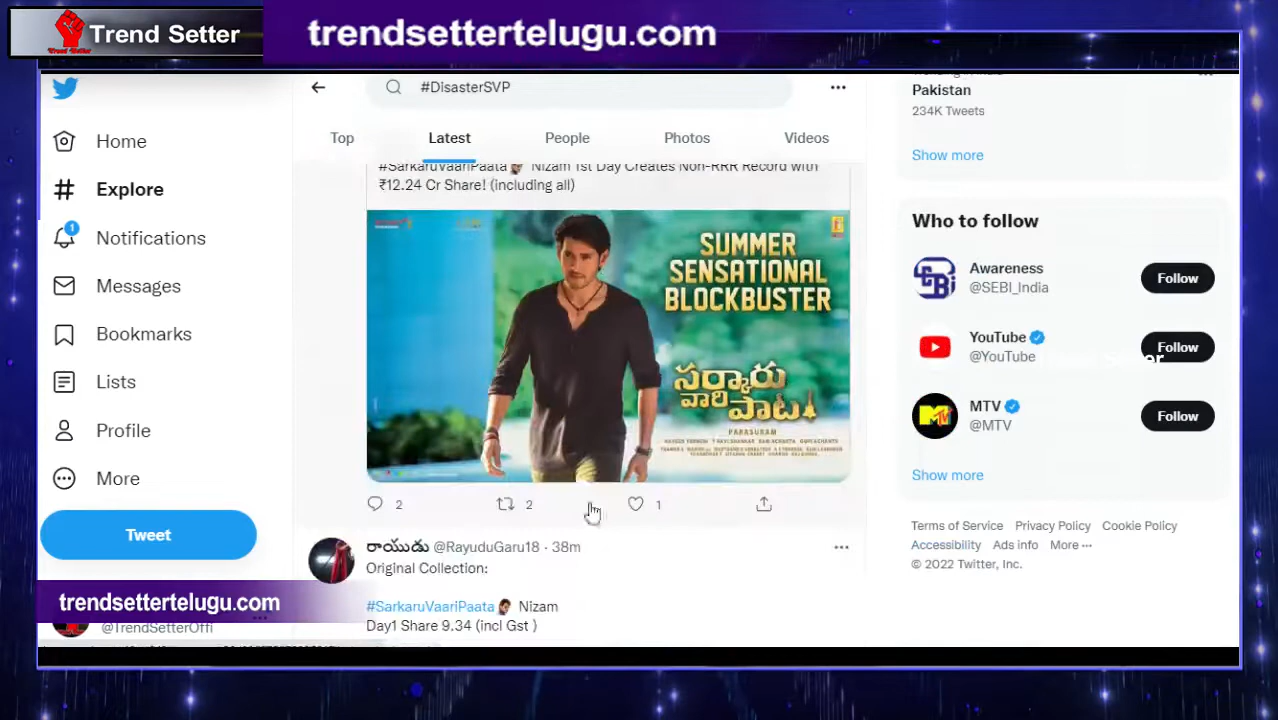 Trend Setter
trendsettertelugu.com
Home
Explore
1
Notifications
Messages
Bookmarks
Lists
Profile
More
Tweet
trendsettertelugu.com
@TrendSetterOffi
#DisasterSVP
Top
Latest
People
Photos
Videos
#SarkaruVaariPaata Nizam 1st Day Creates Non-RRR Record with
₹12.24 Cr Share! (including all)
SUMMER
SENSATIONAL
BLOCKBUSTER
సర్కారు
వారి పాట
PARASURAM
2
2
1
రాయుడు @RayuduGaru18 · 38m
Original Collection:
#SarkaruVaariPaata Nizam
Day1 Share 9.34 (incl Gst )
Pakistan
234K Tweets
Show more
Who to follow
Awareness
@SEBI_India
Follow
YouTube
@YouTube
Follow
MTV
@MTV
Follow
Show more
Terms of Service Privacy Policy Cookie Policy
Accessibility Ads info More ···
© 2022 Twitter, Inc.